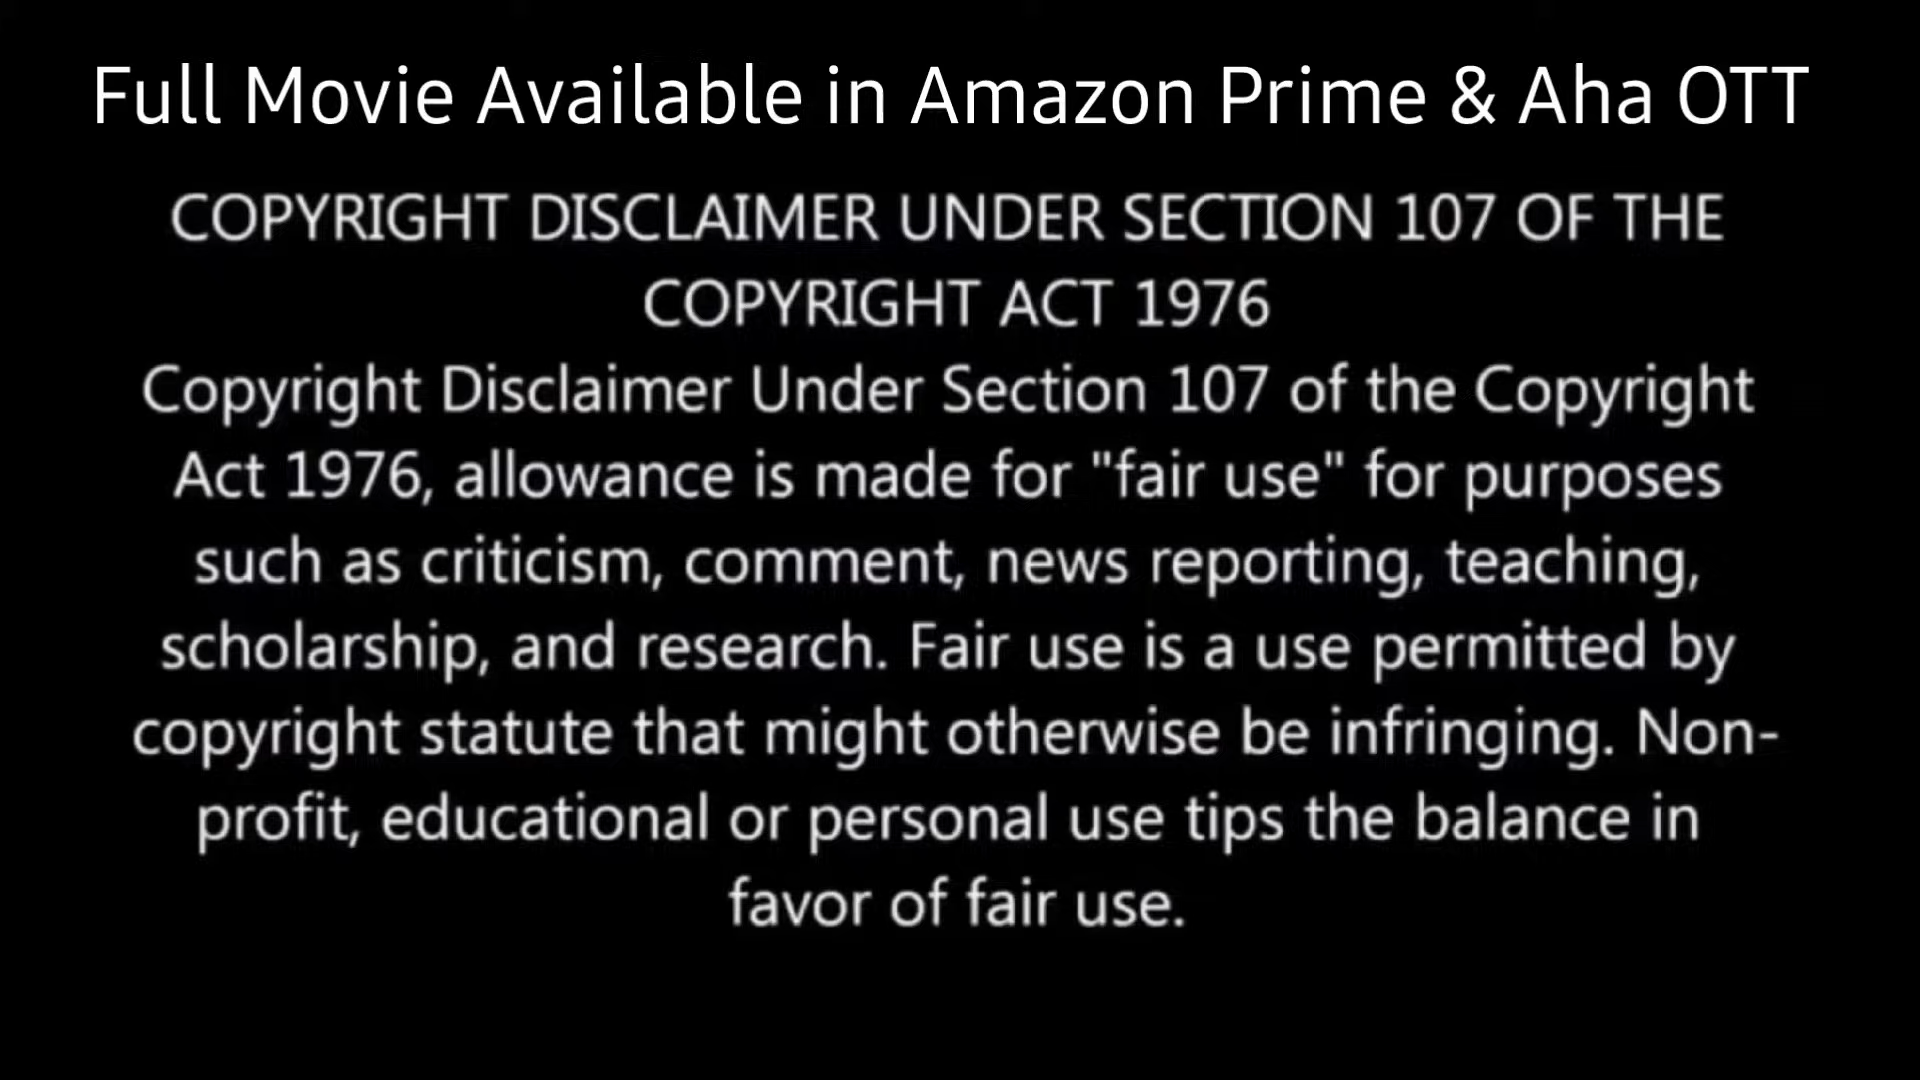 Full Movie Available in Amazon Prime & Aha OTT
COPYRIGHT DISCLAIMER UNDER SECTION 107 OF THE
COPYRIGHT ACT 1976
Copyright Disclaimer Under Section 107 of the Copyright
Act 1976, allowance is made for "fair use" for purposes
such as criticism, comment, news reporting, teaching,
scholarship, and research. Fair use is a use permitted by
copyright statute that might otherwise be infringing. Non-
profit, educational or personal use tips the balance in
favor of fair use.